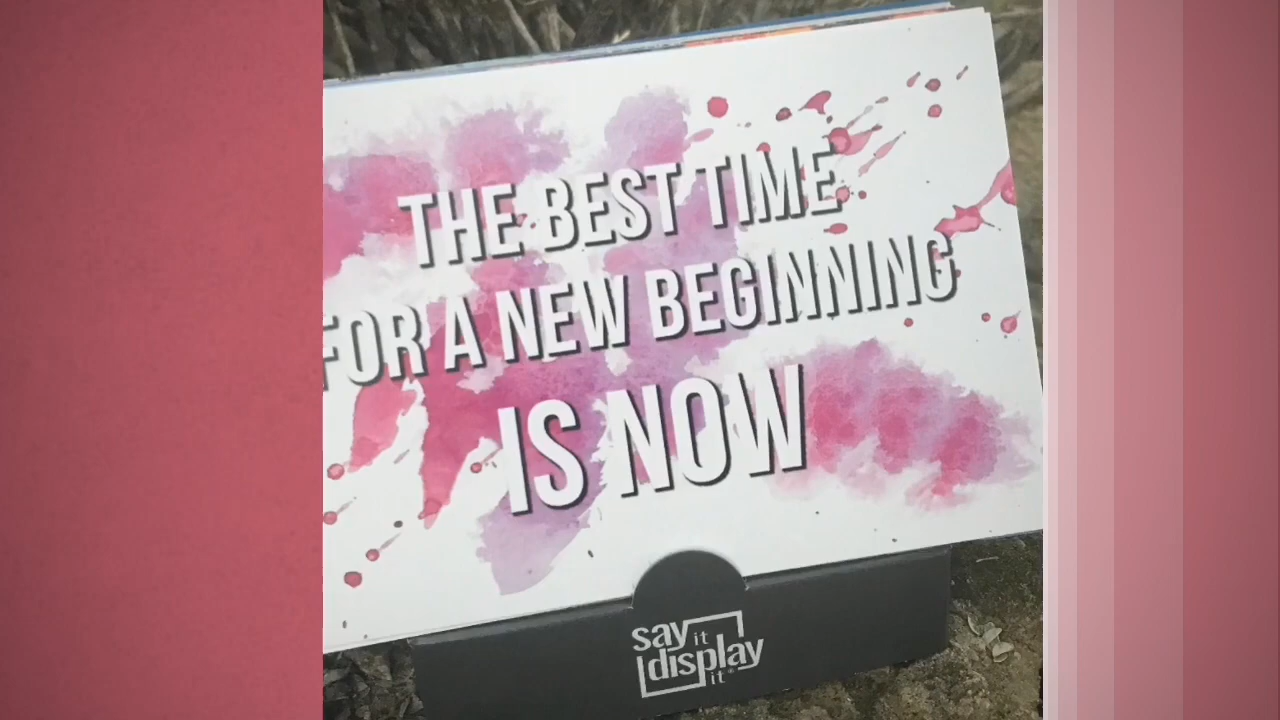 THE BEST TIME
FOR A NEW BEGINNING
IS NOW
say it
display
it®